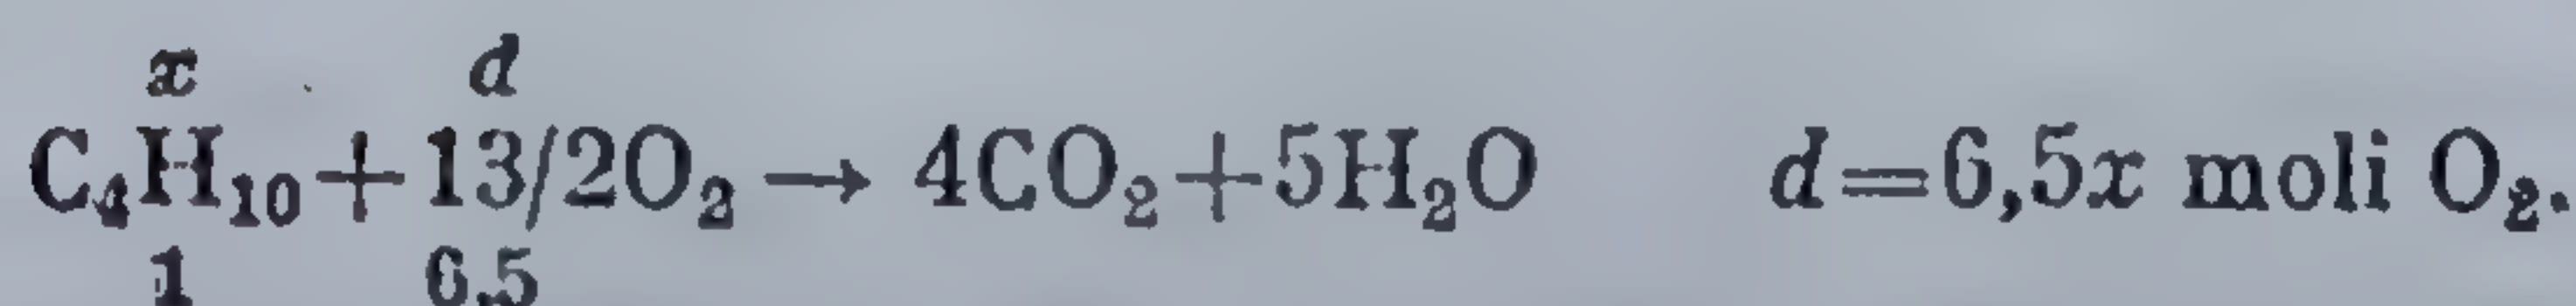 x d
C₄H₁₀+13/2O₂→ 4CO₂+5H₂O d=6,5x moli O₂.
1 6,5